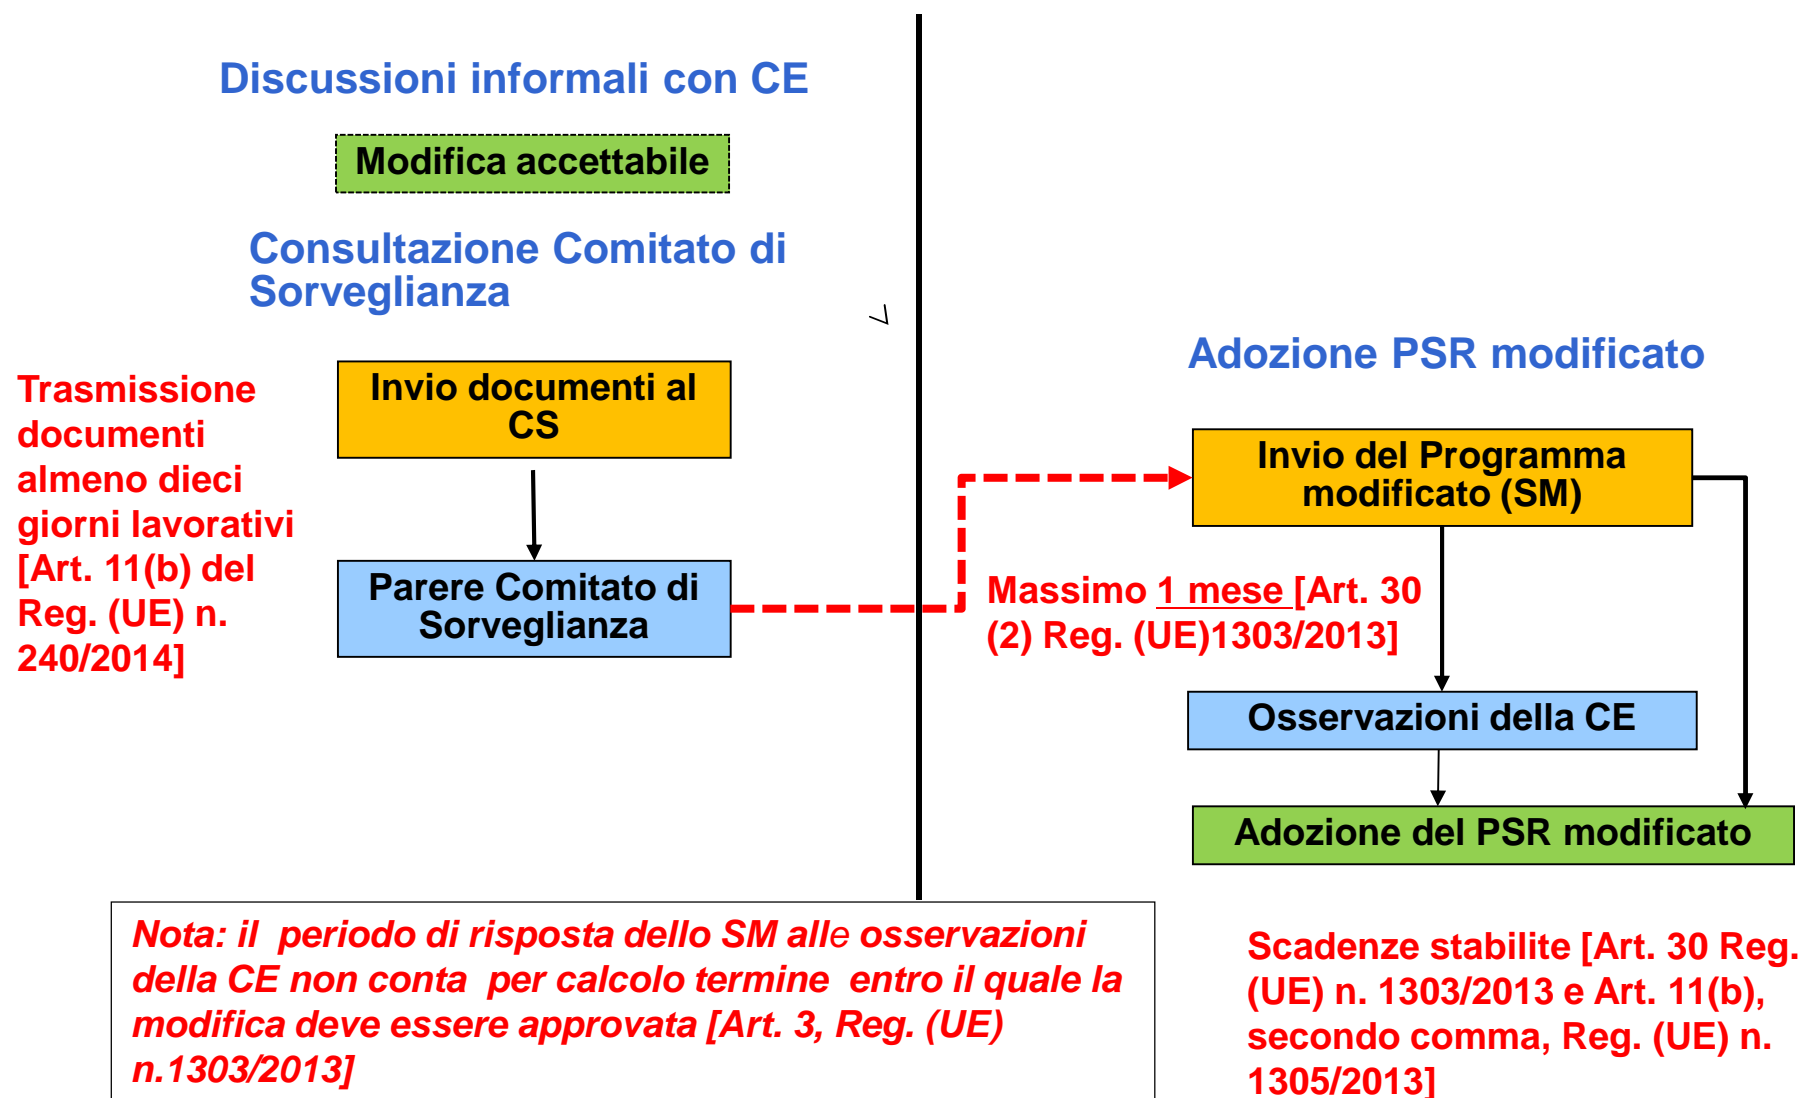 Discussioni informali con CE
Modifica accettabile
Consultazione Comitato di
Sorveglianza
Trasmissione
documenti
almeno dieci
giorni lavorativi
[Art. 11(b) del
Reg. (UE) n.
240/2014]
Invio documenti al
CS
Parere Comitato di
Sorveglianza
Adozione PSR modificato
Invio del Programma
modificato (SM)
Massimo 1 mese [Art. 30
(2) Reg. (UE)1303/2013]
Osservazioni della CE
Adozione del PSR modificato
Nota: il periodo di risposta dello SM alle osservazioni
della CE non conta per calcolo termine entro il quale la
modifica deve essere approvata [Art. 3, Reg. (UE)
n.1303/2013]
Scadenze stabilite [Art. 30 Reg.
(UE) n. 1303/2013 e Art. 11(b),
secondo comma, Reg. (UE) n.
1305/2013]